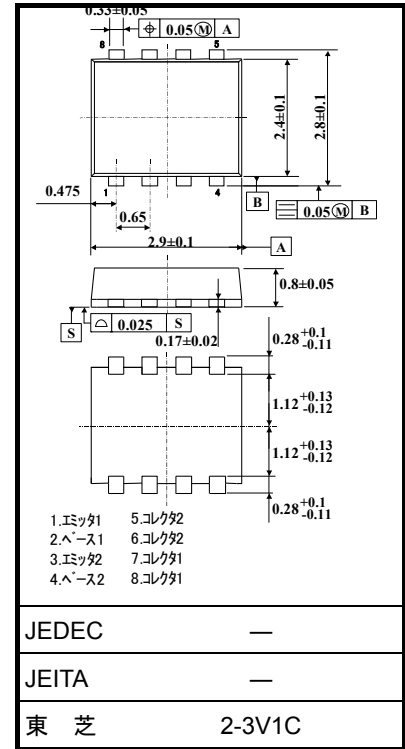 0.33±0.05
⌖ 0.05Ⓜ A
8 5
2.4±0.1
2.8±0.1
0.475
1 4
B
⌯ 0.05Ⓜ B
0.65
2.9±0.1
A
0.8±0.05
S
⌓ 0.025 S
0.17±0.02
0.28 +0.1 -0.11
1.12 +0.13 -0.12
1.12 +0.13 -0.12
0.28 +0.1 -0.11
1.エミッタ1 5.コレクタ2
2.ベース1 6.コレクタ2
3.エミッタ2 7.コレクタ1
4.ベース2 8.コレクタ1
JEDEC ―
JEITA ―
東 芝 2-3V1C